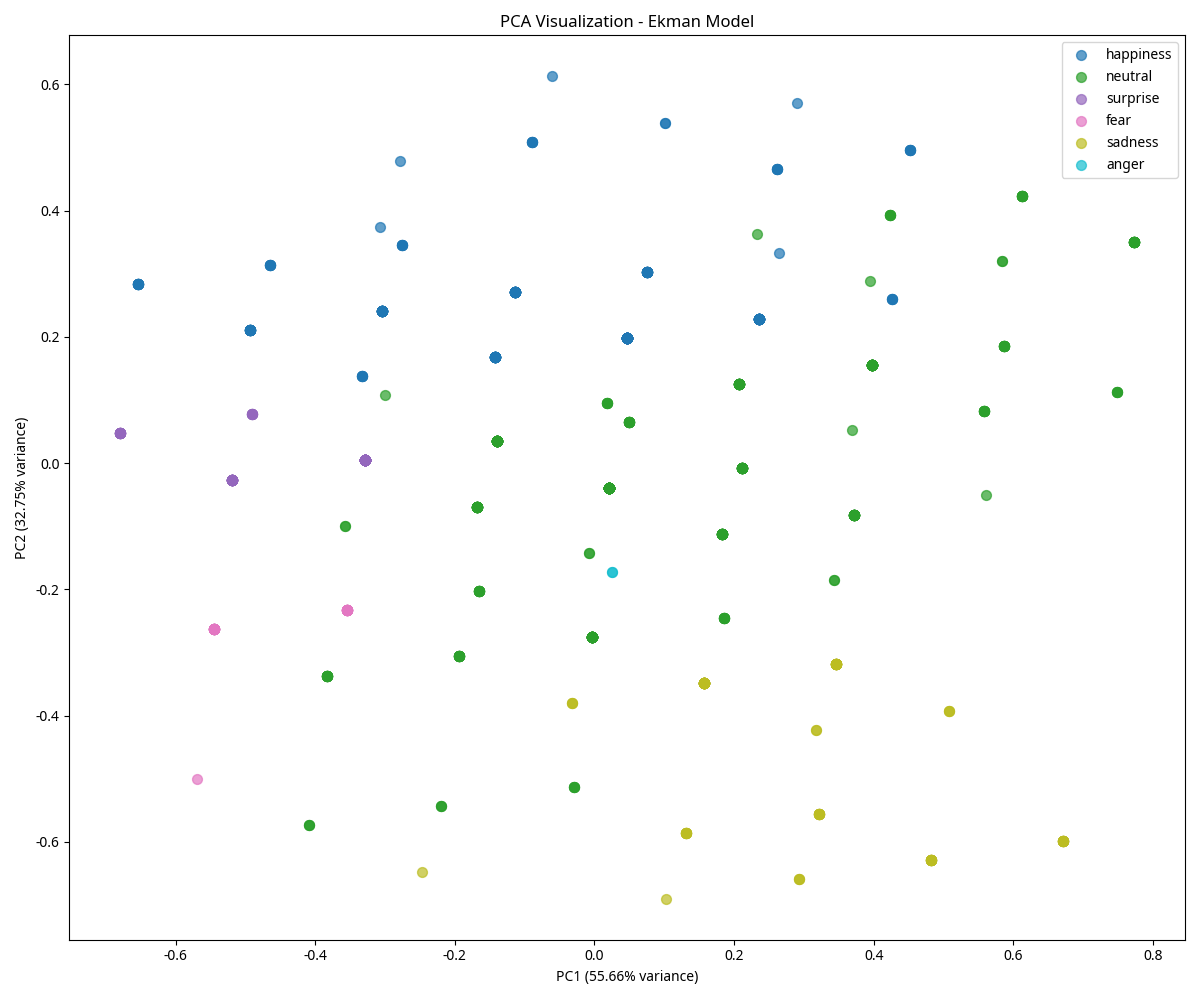 PCA Visualization - Ekman Model
happiness
neutral
surprise
fear
sadness
anger
0.6
0.4
0.2
0.0
-0.2
-0.4
-0.6
PC2 (32.75% variance)
-0.6
-0.4
-0.2
0.0
0.2
0.4
0.6
0.8
PC1 (55.66% variance)